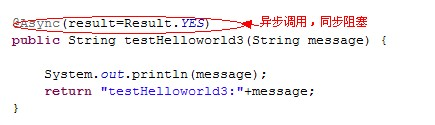 @Async(result=Result.YES) 异步调用，同步阻塞
public String testHelloworld3(String message) {
System.out.println(message);
return "testHelloworld3:"+message;
}